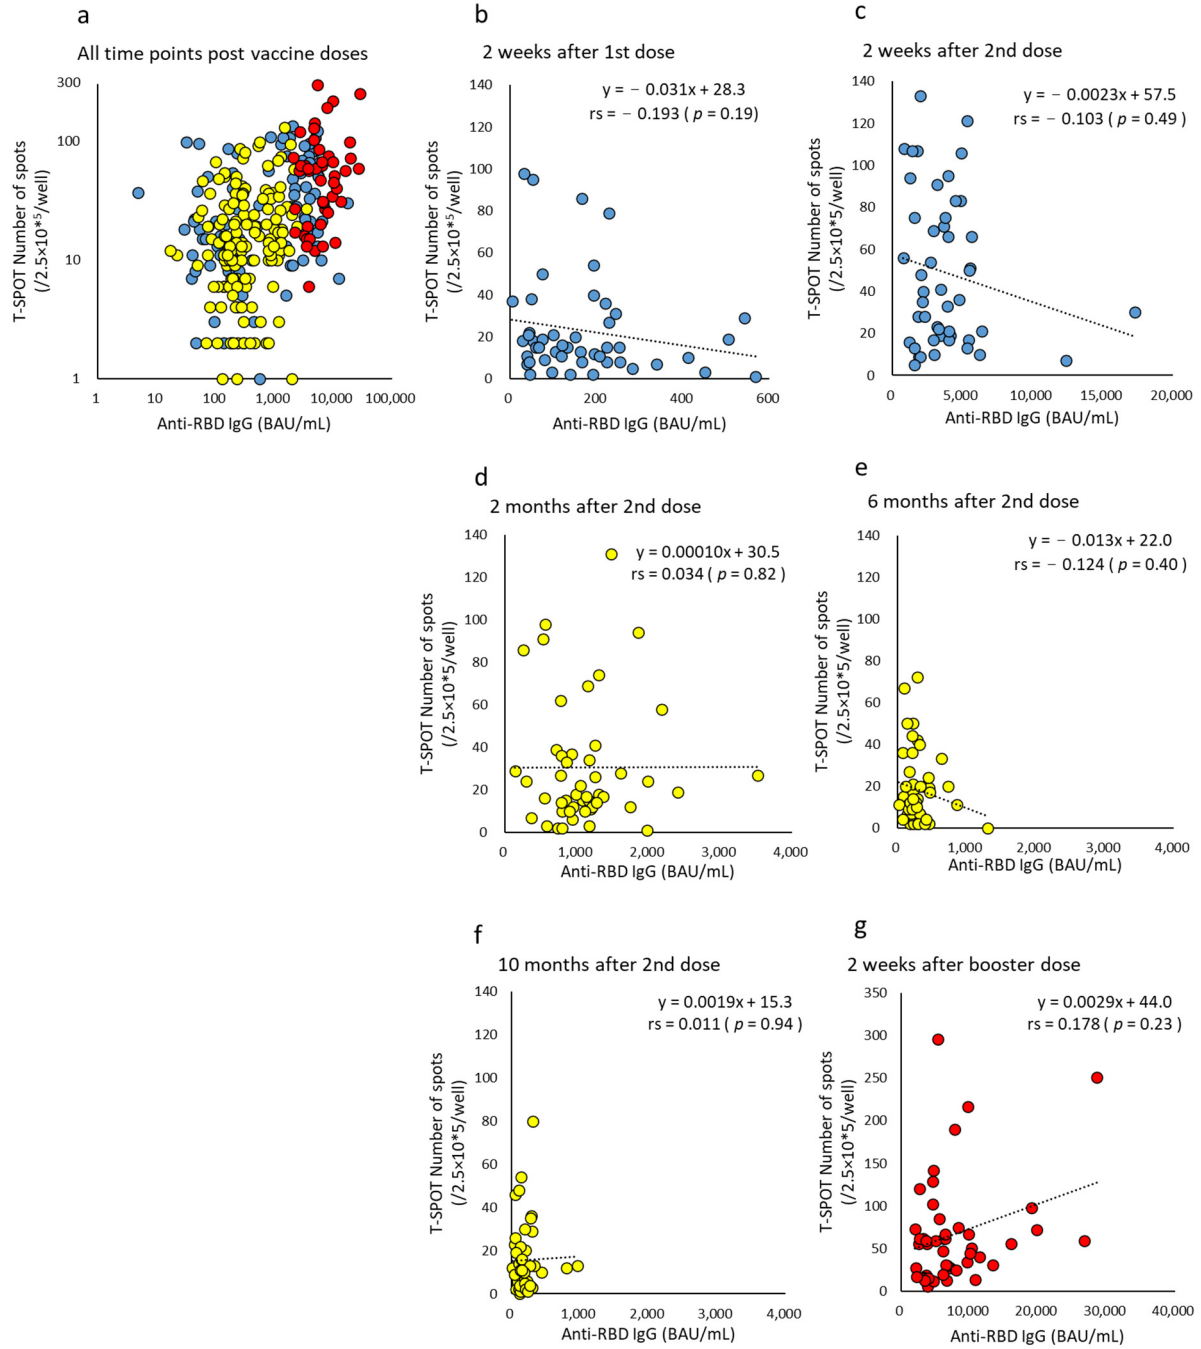 a
All time points post vaccine doses
T-SPOT Number of spots
(/2.5×10*⁵/well)
300
100
10
1
1 10 100 1,000 10,000 100,000
Anti-RBD IgG (BAU/mL)
b
2 weeks after 1st dose
y = − 0.031x + 28.3
rs = − 0.193 ( p = 0.19)
T-SPOT Number of spots
(/2.5×10*⁵/well)
140
120
100
80
60
40
20
0
0 200 400 600
Anti-RBD IgG (BAU/mL)
c
2 weeks after 2nd dose
y = − 0.0023x + 57.5
rs = − 0.103 ( p = 0.49 )
T-SPOT Number of spots
(/2.5×10*5/well)
140
120
100
80
60
40
20
0
0 5,000 10,000 15,000 20,000
Anti-RBD IgG (BAU/mL)
d
2 months after 2nd dose
y = 0.00010x + 30.5
rs = 0.034 ( p = 0.82 )
T-SPOT Number of spots
(/2.5×10*5/well)
140
120
100
80
60
40
20
0
0 1,000 2,000 3,000 4,000
Anti-RBD IgG (BAU/mL)
e
6 months after 2nd dose
y = − 0.013x + 22.0
rs = − 0.124 ( p = 0.40 )
T-SPOT Number of spots
(/2.5×10*5/well)
140
120
100
80
60
40
20
0
0 1,000 2,000 3,000 4,000
Anti-RBD IgG (BAU/mL)
f
10 months after 2nd dose
y = 0.0019x + 15.3
rs = 0.011 ( p = 0.94 )
T-SPOT Number of spots
(/2.5×10*5/well)
140
120
100
80
60
40
20
0
0 1,000 2,000 3,000 4,000
Anti-RBD IgG (BAU/mL)
g
2 weeks after booster dose
y = 0.0029x + 44.0
rs = 0.178 ( p = 0.23 )
T-SPOT Number of spots
(/2.5×10*5/well)
350
300
250
200
150
100
50
0
0 10,000 20,000 30,000 40,000
Anti-RBD IgG (BAU/mL)